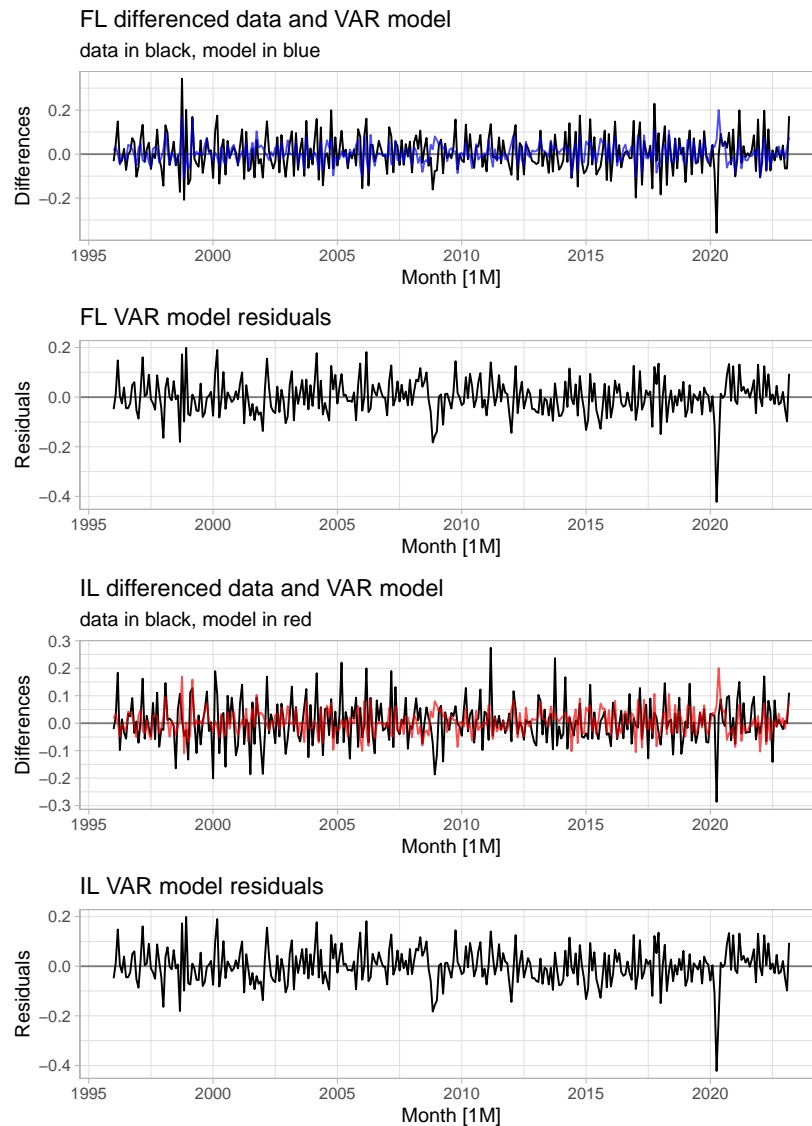 FL differenced data and VAR model
data in black, model in blue
Differences
0.2
0.0
−0.2
1995 2000 2005 2010 2015 2020
Month [1M]
FL VAR model residuals
Residuals
0.2
0.0
−0.2
−0.4
1995 2000 2005 2010 2015 2020
Month [1M]
IL differenced data and VAR model
data in black, model in red
Differences
0.3
0.2
0.1
0.0
−0.1
−0.2
−0.3
1995 2000 2005 2010 2015 2020
Month [1M]
IL VAR model residuals
Residuals
0.2
0.0
−0.2
−0.4
1995 2000 2005 2010 2015 2020
Month [1M]